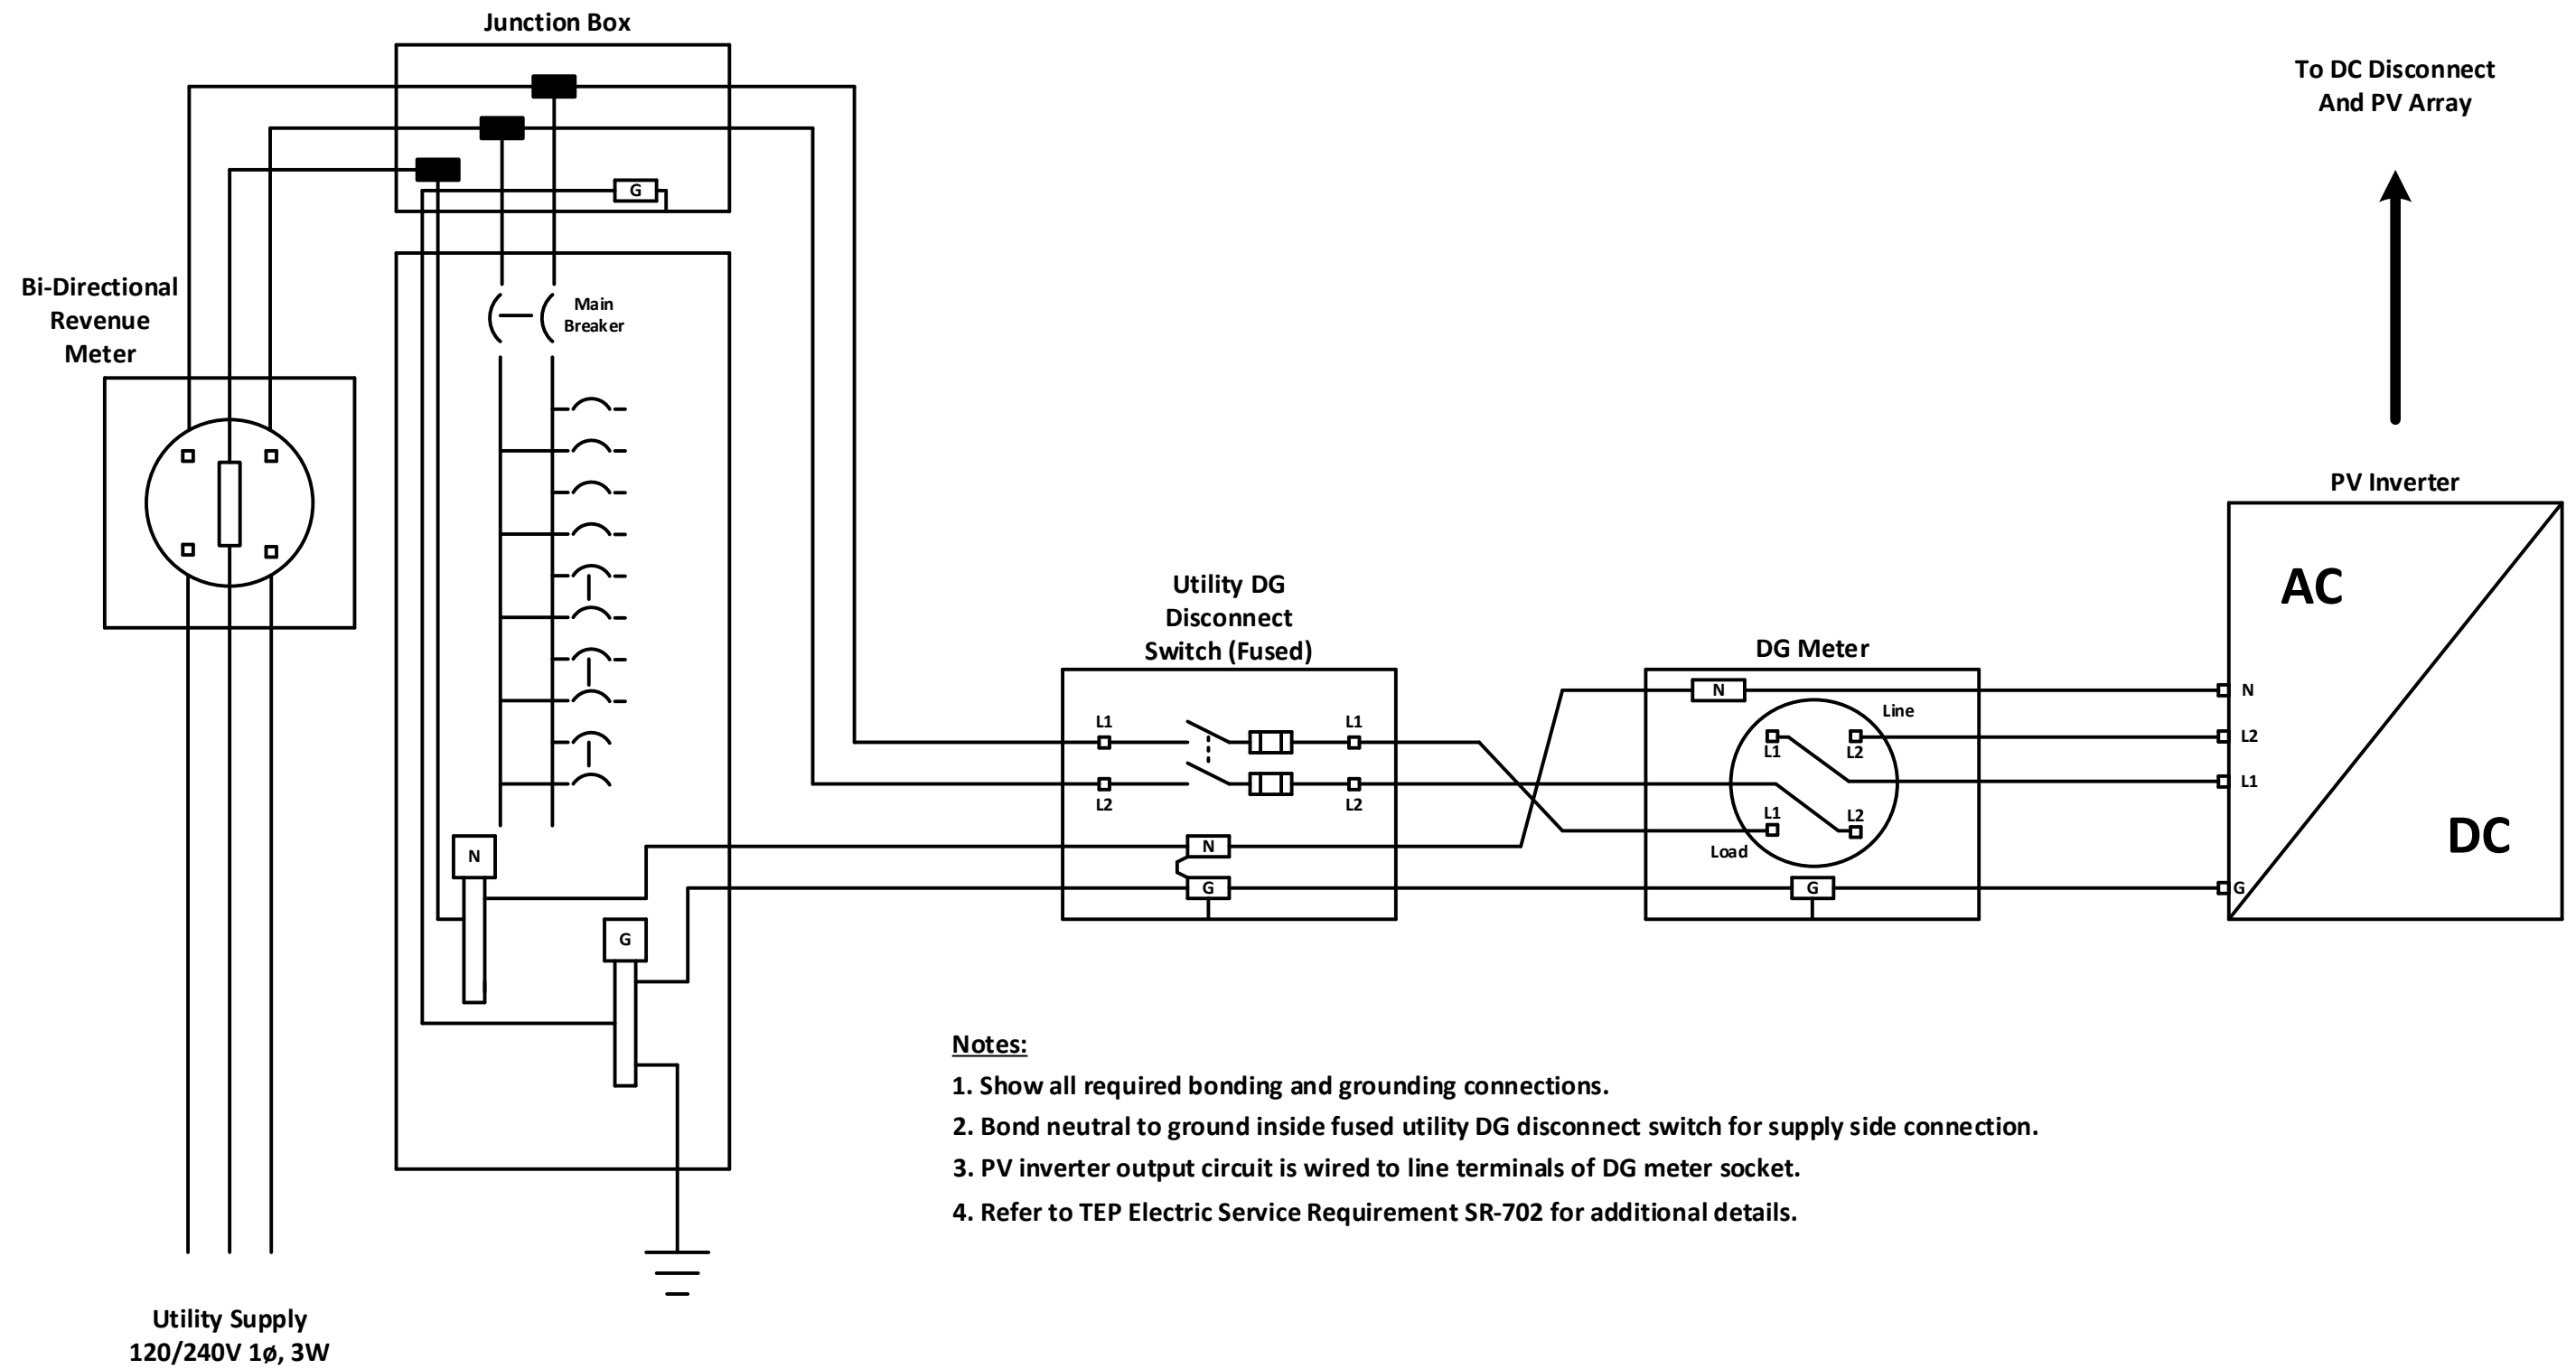 Junction Box
To DC Disconnect
And PV Array
G
Bi-Directional
Revenue
Meter
Main
Breaker
PV Inverter
AC
DC
Utility DG
Disconnect
Switch (Fused)
DG Meter
N
Line
N
L1
L1
L1
L2
L2
L1
L2
L2
L1
L2
Load
N
N
G
G
G
G
Notes:
1. Show all required bonding and grounding connections.
2. Bond neutral to ground inside fused utility DG disconnect switch for supply side connection.
3. PV inverter output circuit is wired to line terminals of DG meter socket.
4. Refer to TEP Electric Service Requirement SR-702 for additional details.
Utility Supply
120/240V 1ø, 3W